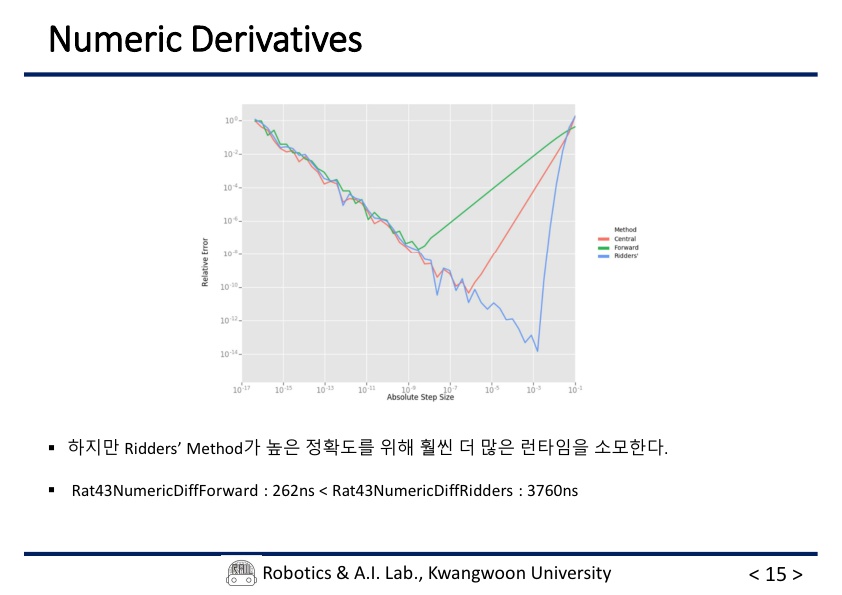 Numeric Derivatives
10^0
10^-2
10^-4
10^-6
10^-8
10^-10
10^-12
10^-14
Relative Error
10^-17 10^-15 10^-13 10^-11 10^-9 10^-7 10^-5 10^-3 10^-1
Absolute Step Size
Method
Central
Forward
Ridders'
▪ 하지만 Ridders’ Method가 높은 정확도를 위해 훨씬 더 많은 런타임을 소모한다.
▪ Rat43NumericDiffForward : 262ns < Rat43NumericDiffRidders : 3760ns
RAIL
Robotics & A.I. Lab., Kwangwoon University
< 15 >